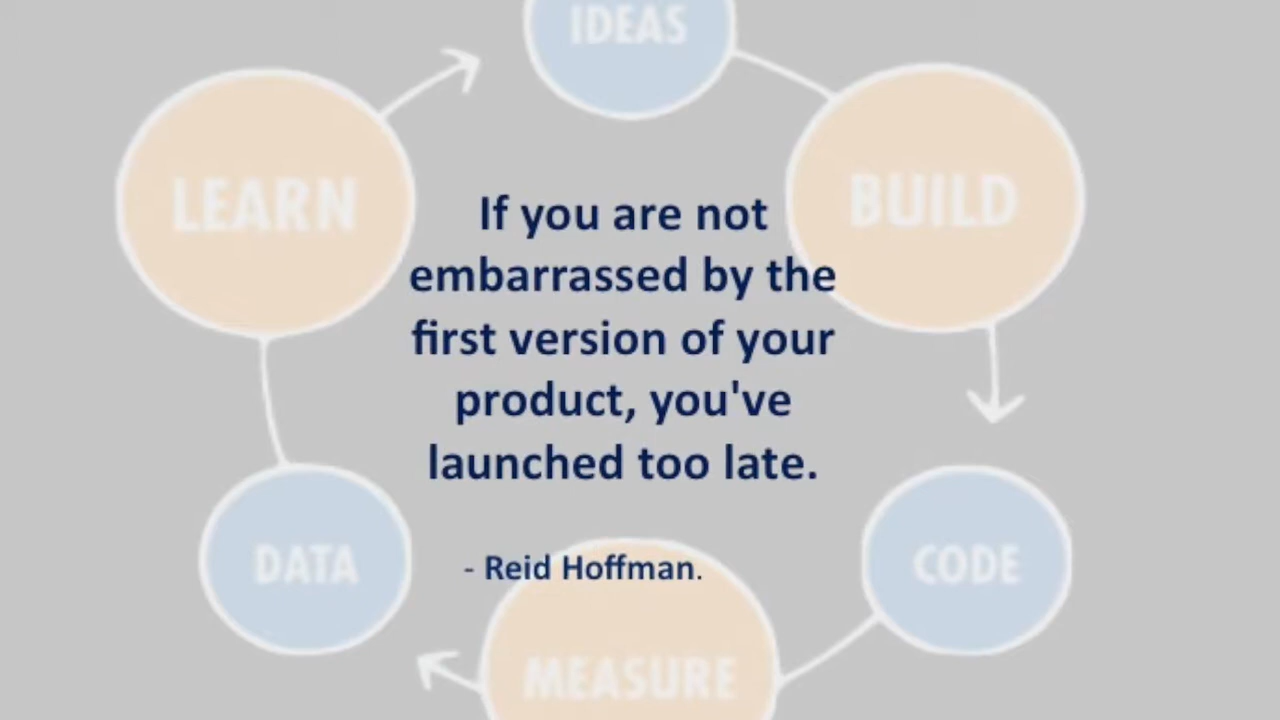 IDEAS
LEARN
BUILD
If you are not
embarrassed by the
first version of your
product, you've
launched too late.
DATA
CODE
- Reid Hoffman.
MEASURE